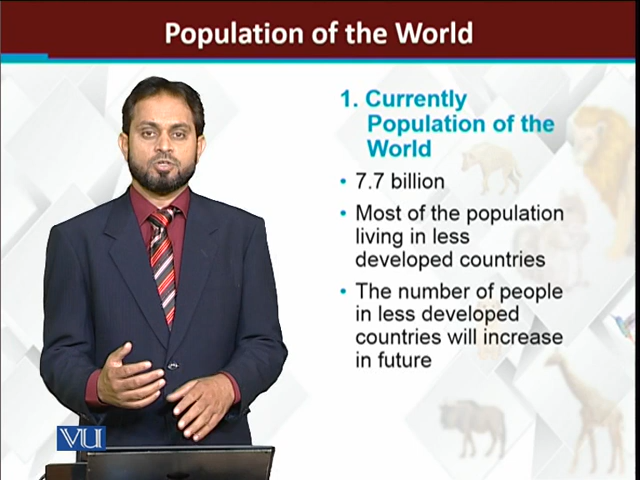 Population of the World
1. Currently
Population of the
World
• 7.7 billion
• Most of the population
living in less
developed countries
• The number of people
in less developed
countries will increase
in future
VU